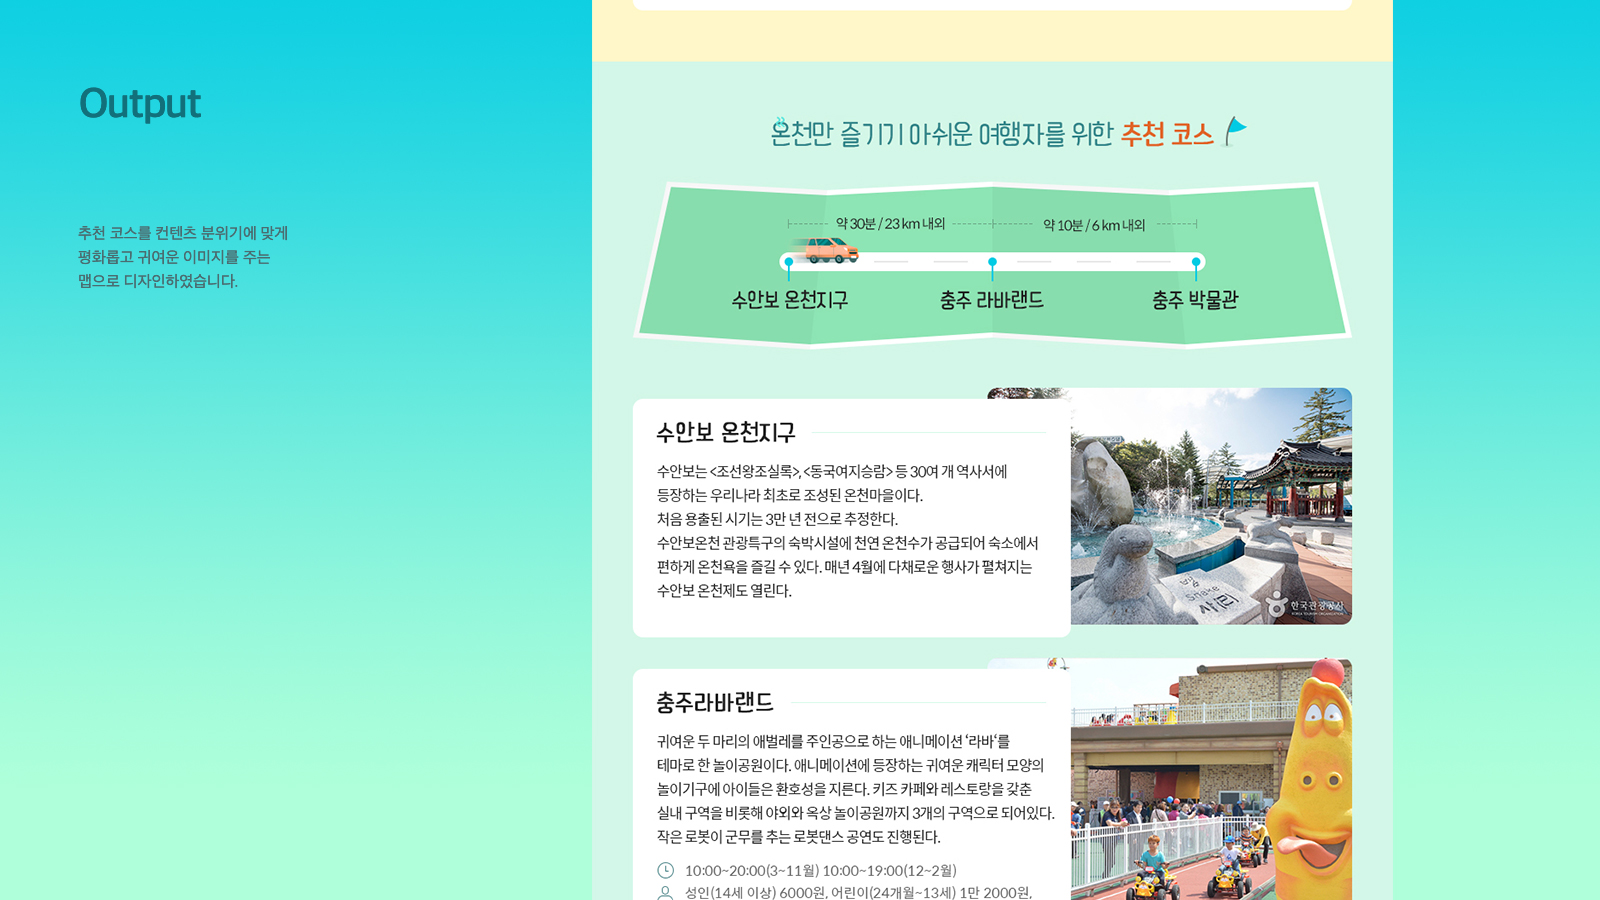 Output
추천 코스를 컨텐츠 분위기에 맞게
평화롭고 귀여운 이미지를 주는
맵으로 디자인하였습니다.
온천만 즐기기 아쉬운 여행자를 위한 추천 코스
약 30분 / 23 km 내외
약 10분 / 6 km 내외
수안보 온천지구
충주 라바랜드
충주 박물관
수안보 온천지구
수안보는 <조선왕조실록>, <동국여지승람> 등 30여 개 역사서에
등장하는 우리나라 최초로 조성된 온천마을이다.
처음 용출된 시기는 3만 년 전으로 추정한다.
수안보온천 관광특구의 숙박시설에 천연 온천수가 공급되어 숙소에서
편하게 온천욕을 즐길 수 있다. 매년 4월에 다채로운 행사가 펼쳐지는
수안보 온천제도 열린다.
뱀
Snake
사(巳)
한국관광공사
KOREA TOURISM ORGANIZATION
충주라바랜드
귀여운 두 마리의 애벌레를 주인공으로 하는 애니메이션 ‘라바‘를
테마로 한 놀이공원이다. 애니메이션에 등장하는 귀여운 캐릭터 모양의
놀이기구에 아이들은 환호성을 지른다. 키즈 카페와 레스토랑을 갖춘
실내 구역을 비롯해 야외와 옥상 놀이공원까지 3개의 구역으로 되어있다.
작은 로봇이 군무를 추는 로봇댄스 공연도 진행된다.
10:00~20:00(3~11월) 10:00~19:00(12~2월)
성인(14세 이상) 6000원, 어린이(24개월~13세) 1만 2000원,